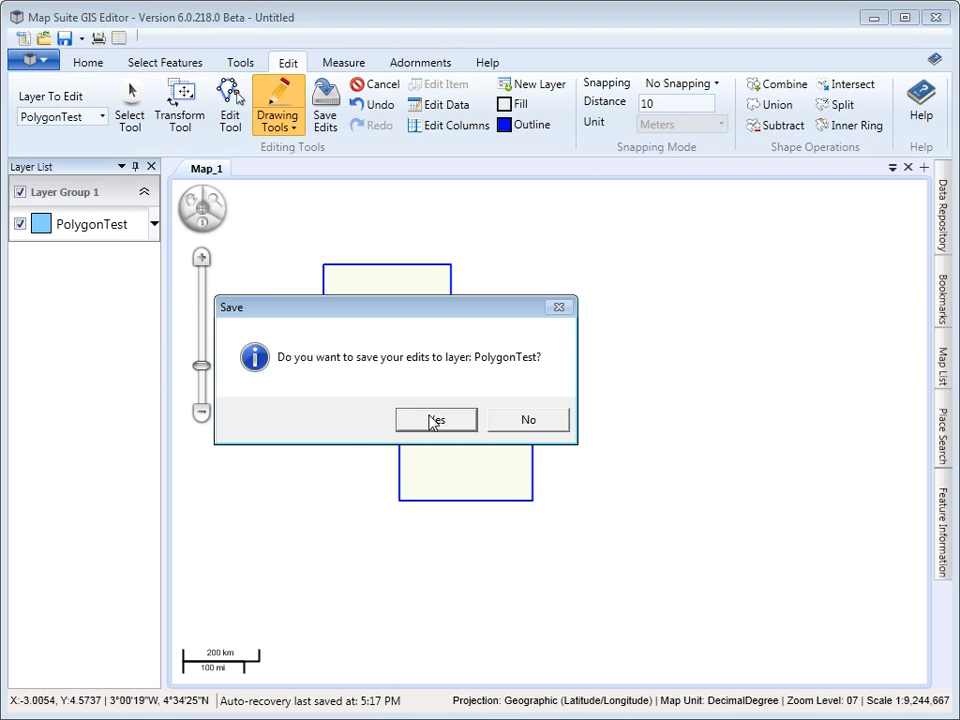 Map Suite GIS Editor - Version 6.0.218.0 Beta - Untitled
Home
Select Features
Tools
Edit
Measure
Adornments
Help
Layer To Edit
PolygonTest
Select Tool
Transform Tool
Edit Tool
Drawing Tools
Save Edits
Cancel
Undo
Redo
Edit Item
Edit Data
Edit Columns
New Layer
Fill
Outline
Editing Tools
Snapping
No Snapping
Distance
10
Unit
Meters
Snapping Mode
Combine
Union
Subtract
Intersect
Split
Inner Ring
Shape Operations
Help
Help
Layer List
Layer Group 1
PolygonTest
Map_1
Save
Do you want to save your edits to layer: PolygonTest?
Yes
No
200 km
100 mi
Data Repository
Bookmarks
Map List
Place Search
Feature Information
X:-3.0054, Y:4.5737 | 3°00'19"W, 4°34'25"N
Auto-recovery last saved at: 5:17 PM
Projection: Geographic (Latitude/Longitude) | Map Unit: DecimalDegree | Zoom Level: 07 | Scale 1:9,244,667